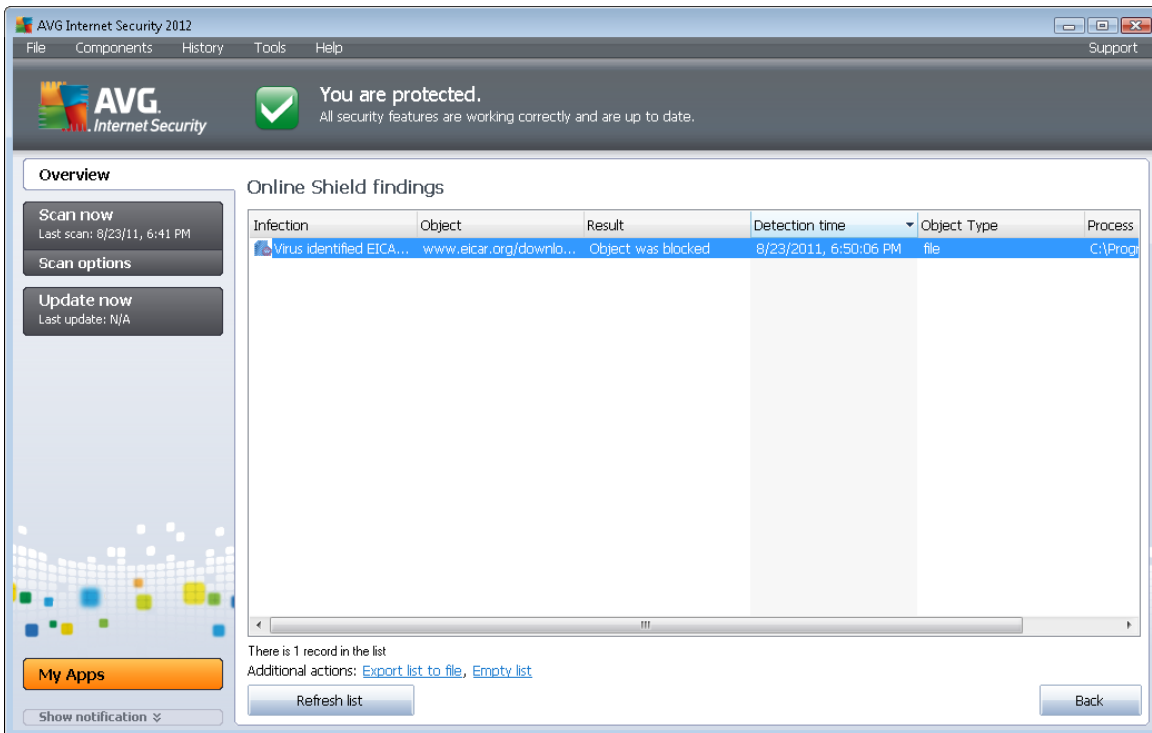 AVG Internet Security 2012
File Components History Tools Help Support
AVG.
Internet Security
You are protected.
All security features are working correctly and are up to date.
Overview
Scan now
Last scan: 8/23/11, 6:41 PM
Scan options
Update now
Last update: N/A
My Apps
Show notification
Online Shield findings
Infection Object Result Detection time Object Type Process
Virus identified EICA... www.eicar.org/downlo... Object was blocked 8/23/2011, 6:50:06 PM file C:\Progr
There is 1 record in the list
Additional actions: Export list to file, Empty list
Refresh list Back